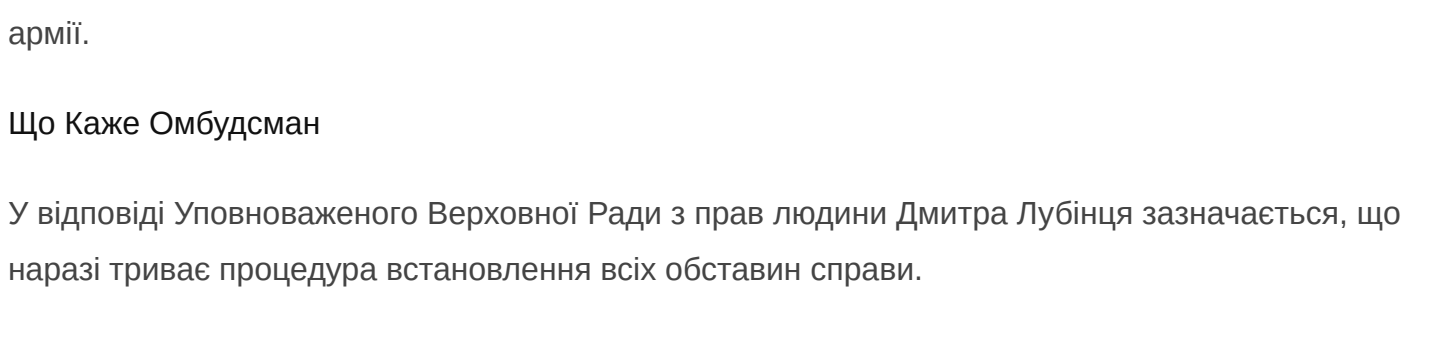 армії.
Що Каже Омбудсман
У відповіді Уповноваженого Верховної Ради з прав людини Дмитра Лубінця зазначається, що
наразі триває процедура встановлення всіх обставин справи.